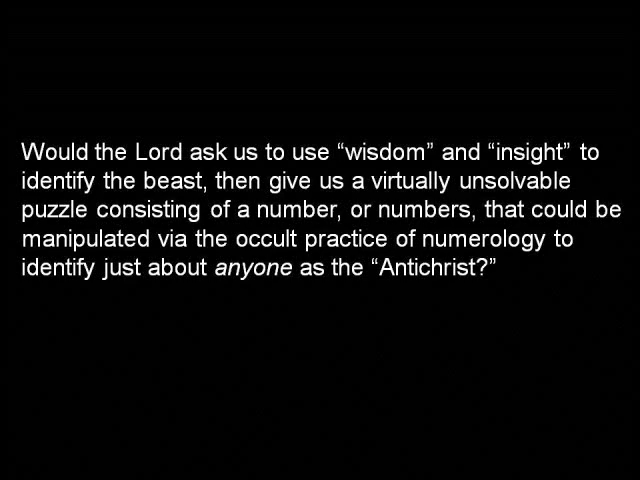 Would the Lord ask us to use “wisdom” and “insight” to
identify the beast, then give us a virtually unsolvable
puzzle consisting of a number, or numbers, that could be
manipulated via the occult practice of numerology to
identify just about anyone as the “Antichrist?”